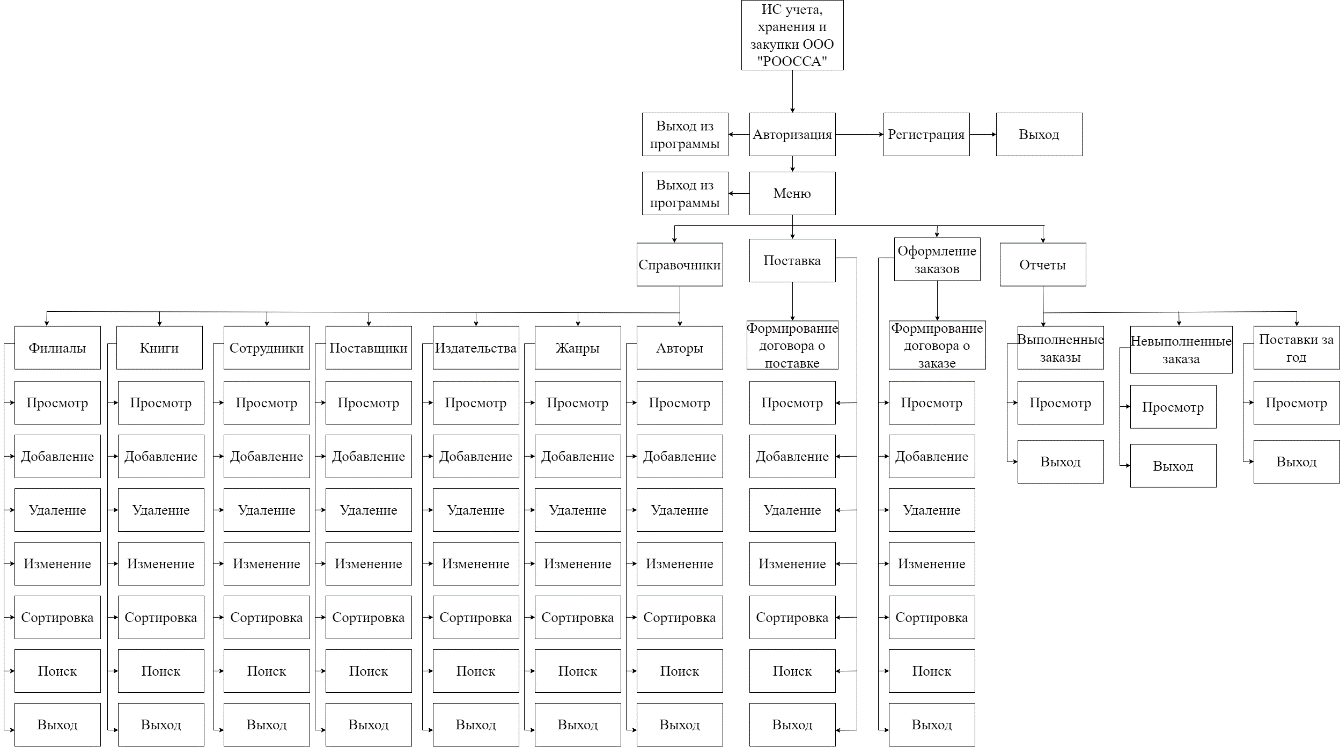 ИС учета,
хранения и
закупки ООО
"РООССА"
Выход из
программы
Авторизация
Регистрация
Выход
Выход из
программы
Меню
Справочники
Поставка
Оформление
заказов
Отчеты
Филиалы
Книги
Сотрудники
Поставщики
Издательства
Жанры
Авторы
Формирование
договора о
поставке
Формирование
договора о
заказе
Выполненные
заказы
Невыполненные
заказа
Поставки за
год
Просмотр
Просмотр
Просмотр
Просмотр
Просмотр
Просмотр
Просмотр
Просмотр
Просмотр
Просмотр
Просмотр
Просмотр
Добавление
Добавление
Добавление
Добавление
Добавление
Добавление
Добавление
Добавление
Добавление
Выход
Выход
Выход
Удаление
Удаление
Удаление
Удаление
Удаление
Удаление
Удаление
Удаление
Удаление
Изменение
Изменение
Изменение
Изменение
Изменение
Изменение
Изменение
Изменение
Изменение
Сортировка
Сортировка
Сортировка
Сортировка
Сортировка
Сортировка
Сортировка
Сортировка
Сортировка
Поиск
Поиск
Поиск
Поиск
Поиск
Поиск
Поиск
Поиск
Поиск
Выход
Выход
Выход
Выход
Выход
Выход
Выход
Выход
Выход